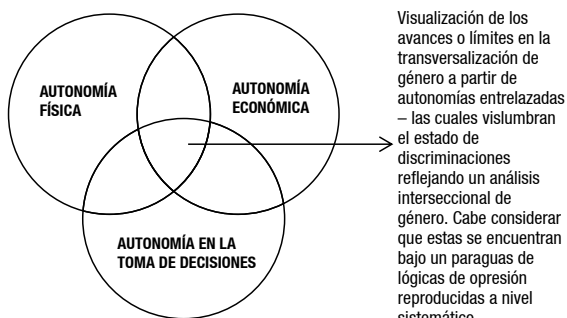 AUTONOMÍA
FÍSICA
AUTONOMÍA
ECONÓMICA
AUTONOMÍA EN LA
TOMA DE DECISIONES
Visualización de los
avances o límites en la
transversalización de
género a partir de
autonomías entrelazadas
– las cuales vislumbran
el estado de
discriminaciones
reflejando un análisis
interseccional de
género. Cabe considerar
que estas se encuentran
bajo un paraguas de
lógicas de opresión
reproducidas a nivel
sistemático